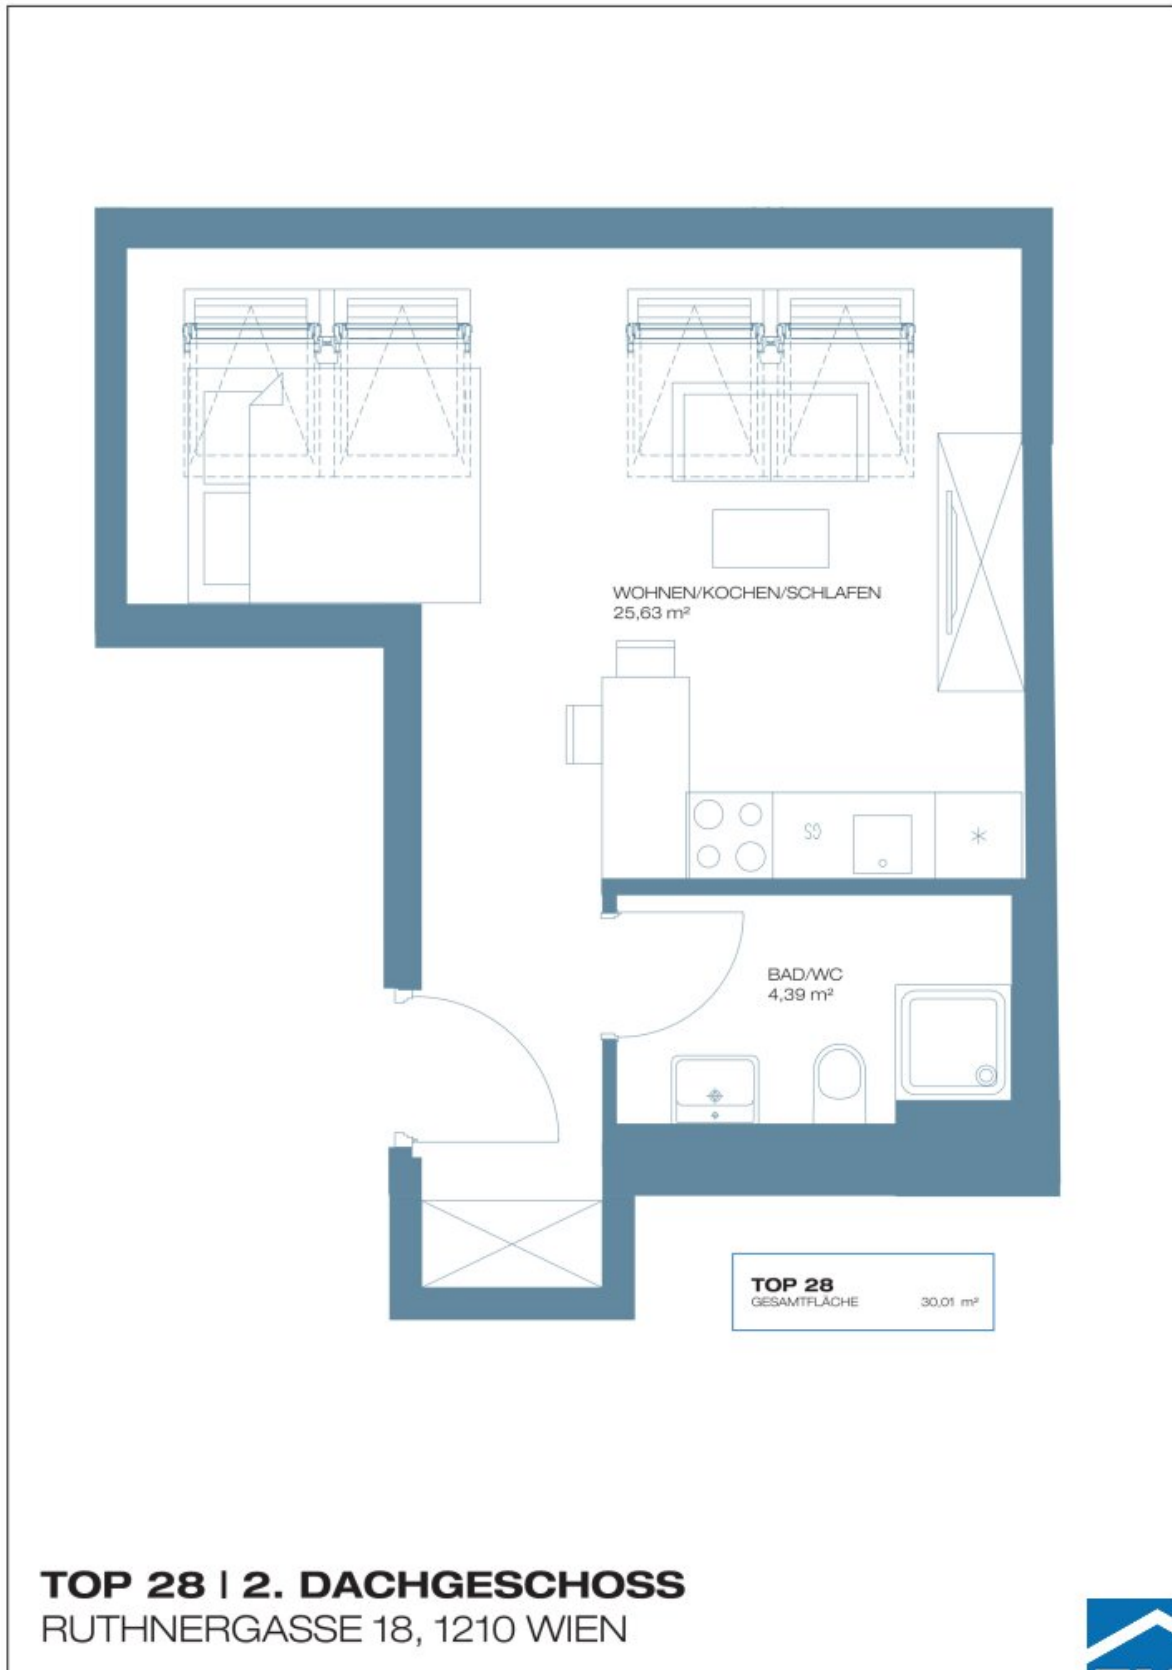 WOHNEN/KOCHEN/SCHLAFEN
25,63 m²
GS
BAD/WC
4,39 m²
TOP 28
GESAMTFLÄCHE 30,01 m²
TOP 28 | 2. DACHGESCHOSS
RUTHNERGASSE 18, 1210 WIEN